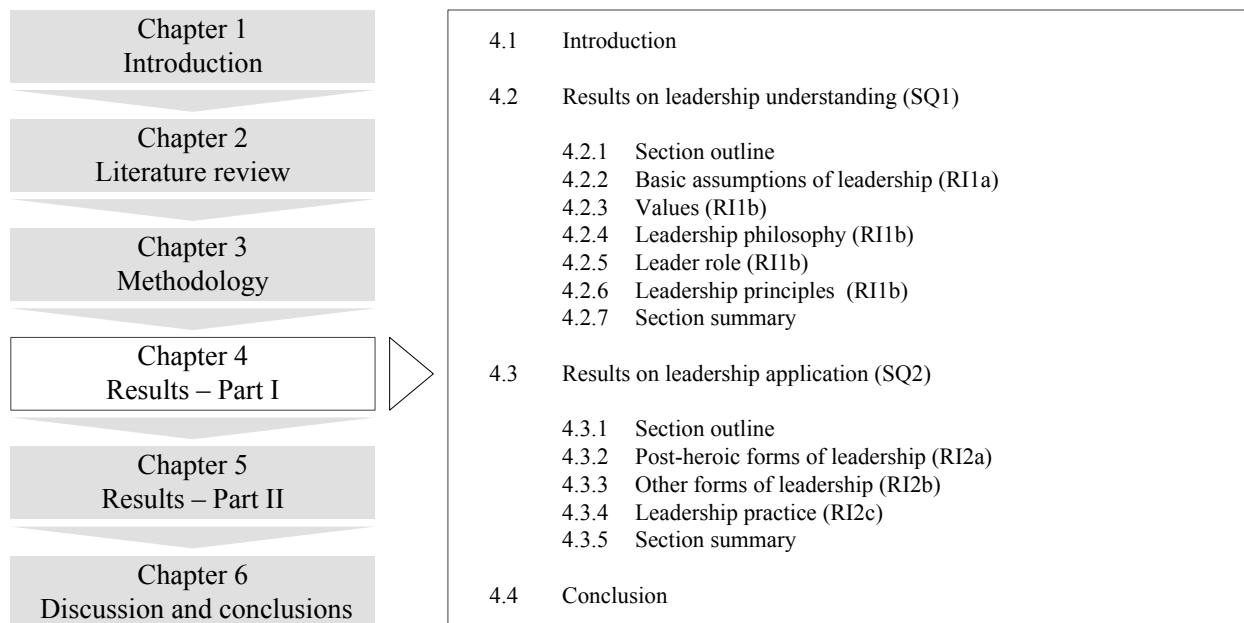 Chapter 1
Introduction
Chapter 2
Literature review
Chapter 3
Methodology
Chapter 4
Results – Part I
Chapter 5
Results – Part II
Chapter 6
Discussion and conclusions
4.1 Introduction
4.2 Results on leadership understanding (SQ1)
4.2.1 Section outline
4.2.2 Basic assumptions of leadership (RI1a)
4.2.3 Values (RI1b)
4.2.4 Leadership philosophy (RI1b)
4.2.5 Leader role (RI1b)
4.2.6 Leadership principles (RI1b)
4.2.7 Section summary
4.3 Results on leadership application (SQ2)
4.3.1 Section outline
4.3.2 Post-heroic forms of leadership (RI2a)
4.3.3 Other forms of leadership (RI2b)
4.3.4 Leadership practice (RI2c)
4.3.5 Section summary
4.4 Conclusion